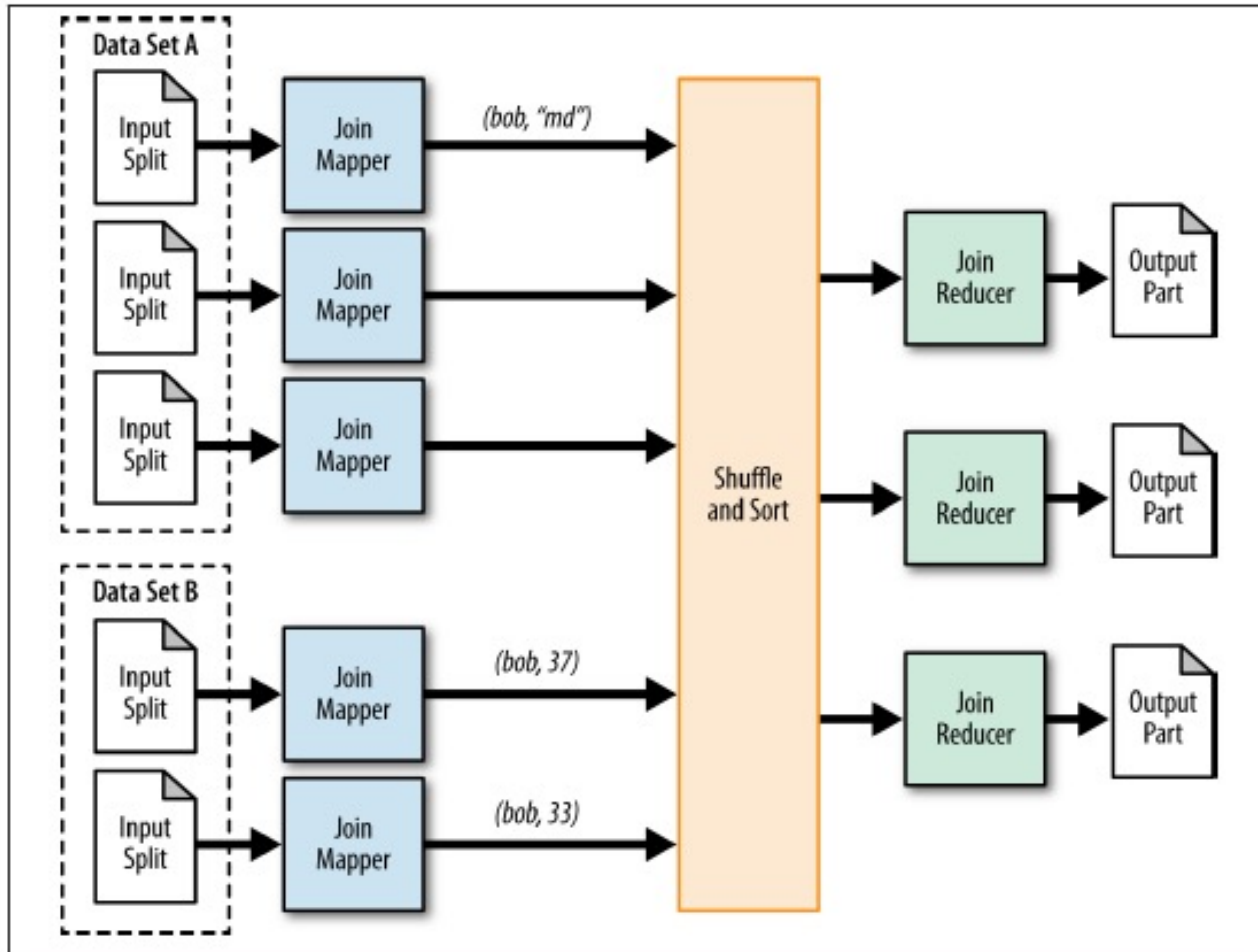 Data Set A
Input
Split
Join
Mapper
(bob, “md”)
Input
Split
Join
Mapper
Input
Split
Join
Mapper
Data Set B
Input
Split
Join
Mapper
(bob, 37)
Input
Split
Join
Mapper
(bob, 33)
Shuffle
and Sort
Join
Reducer
Output
Part
Join
Reducer
Output
Part
Join
Reducer
Output
Part